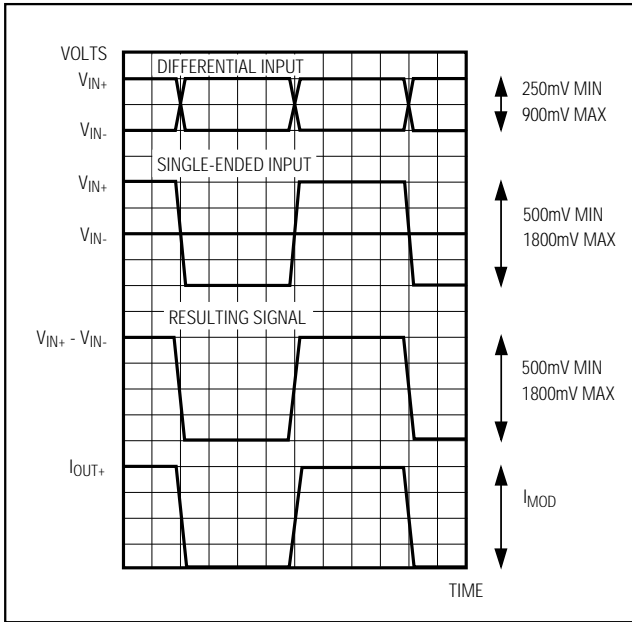 VOLTS
DIFFERENTIAL INPUT
VIN+
VIN-
250mV MIN
900mV MAX
SINGLE-ENDED INPUT
VIN+
VIN-
500mV MIN
1800mV MAX
RESULTING SIGNAL
VIN+ - VIN-
500mV MIN
1800mV MAX
IOUT+
IMOD
TIME